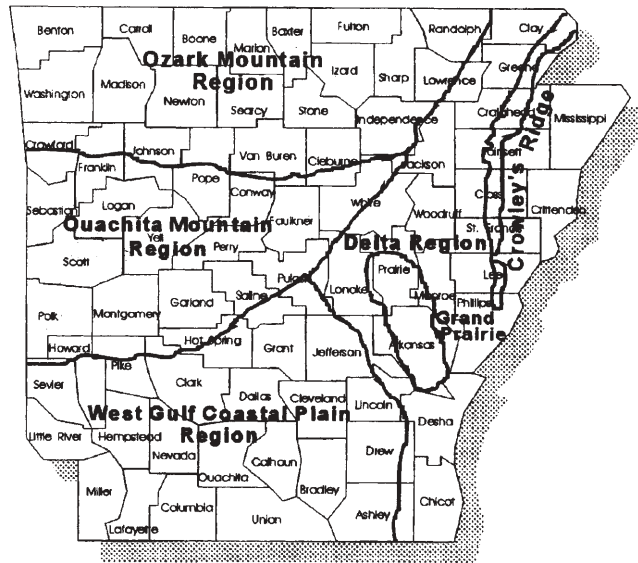 Benton
Carroll
Boone
Marion
Baxter
Fulton
Randolph
Clay
Ozark Mountain
Region
Washington
Madison
Newton
Searcy
Stone
Izard
Sharp
Lawrence
Greene
Independence
Craighead
Mississippi
Crawford
Franklin
Johnson
Pope
Van Buren
Cleburne
Jackson
Poinsett
Crowley's Ridge
Sebastian
Logan
Conway
Faulkner
White
Woodruff
Cross
Crittenden
St. Francis
Ouachita Mountain
Region
Yell
Perry
Delta Region
Scott
Pulaski
Saline
Garland
Lonoke
Prairie
Monroe
Lee
Phillips
Grand
Prairie
Polk
Montgomery
Hot Spring
Grant
Jefferson
Arkansas
Howard
Pike
Sevier
Clark
Dallas
Cleveland
Lincoln
Desha
West Gulf Coastal Plain
Region
Little River
Hempstead
Nevada
Ouachita
Calhoun
Bradley
Drew
Miller
Lafayette
Columbia
Union
Ashley
Chicot